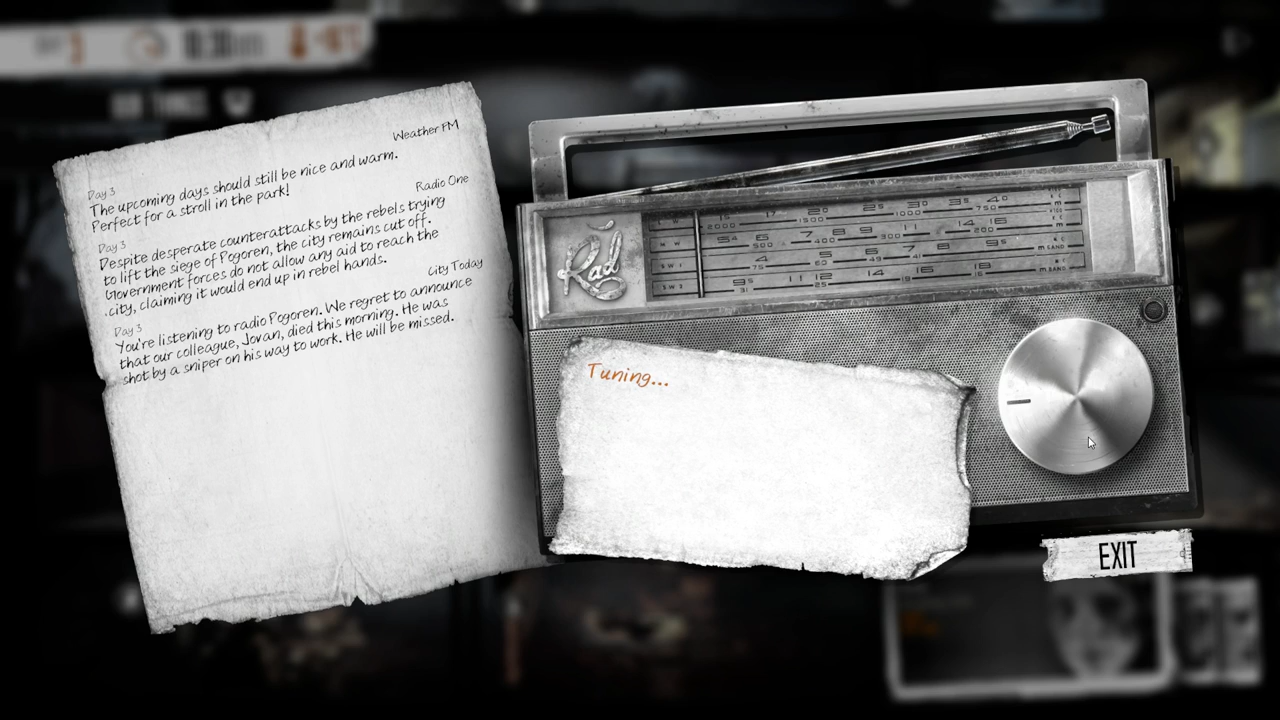 Weather FM
Day 3
The upcoming days should still be nice and warm.
Perfect for a stroll in the park!
Radio One
Day 3
Despite desperate counterattacks by the rebels trying
to lift the siege of Pogoren, the city remains cut off.
Government forces do not allow any aid to reach the
city, claiming it would end up in rebel hands.
City Today
Day 3
You're listening to radio Pogoren. We regret to announce
that our colleague, Jovan, died this morning. He was
shot by a sniper on his way to work. He will be missed.
Rad
Tuning...
EXIT